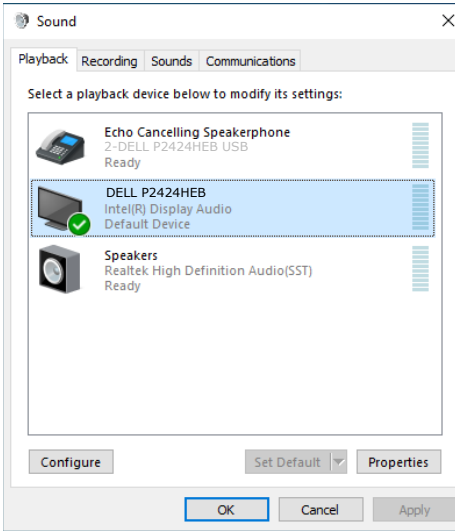 Sound
Playback Recording Sounds Communications
Select a playback device below to modify its settings:
Echo Cancelling Speakerphone
2-DELL P2424HEB USB
Ready
DELL P2424HEB
Intel(R) Display Audio
Default Device
Speakers
Realtek High Definition Audio(SST)
Ready
Configure Set Default Properties
OK Cancel Apply